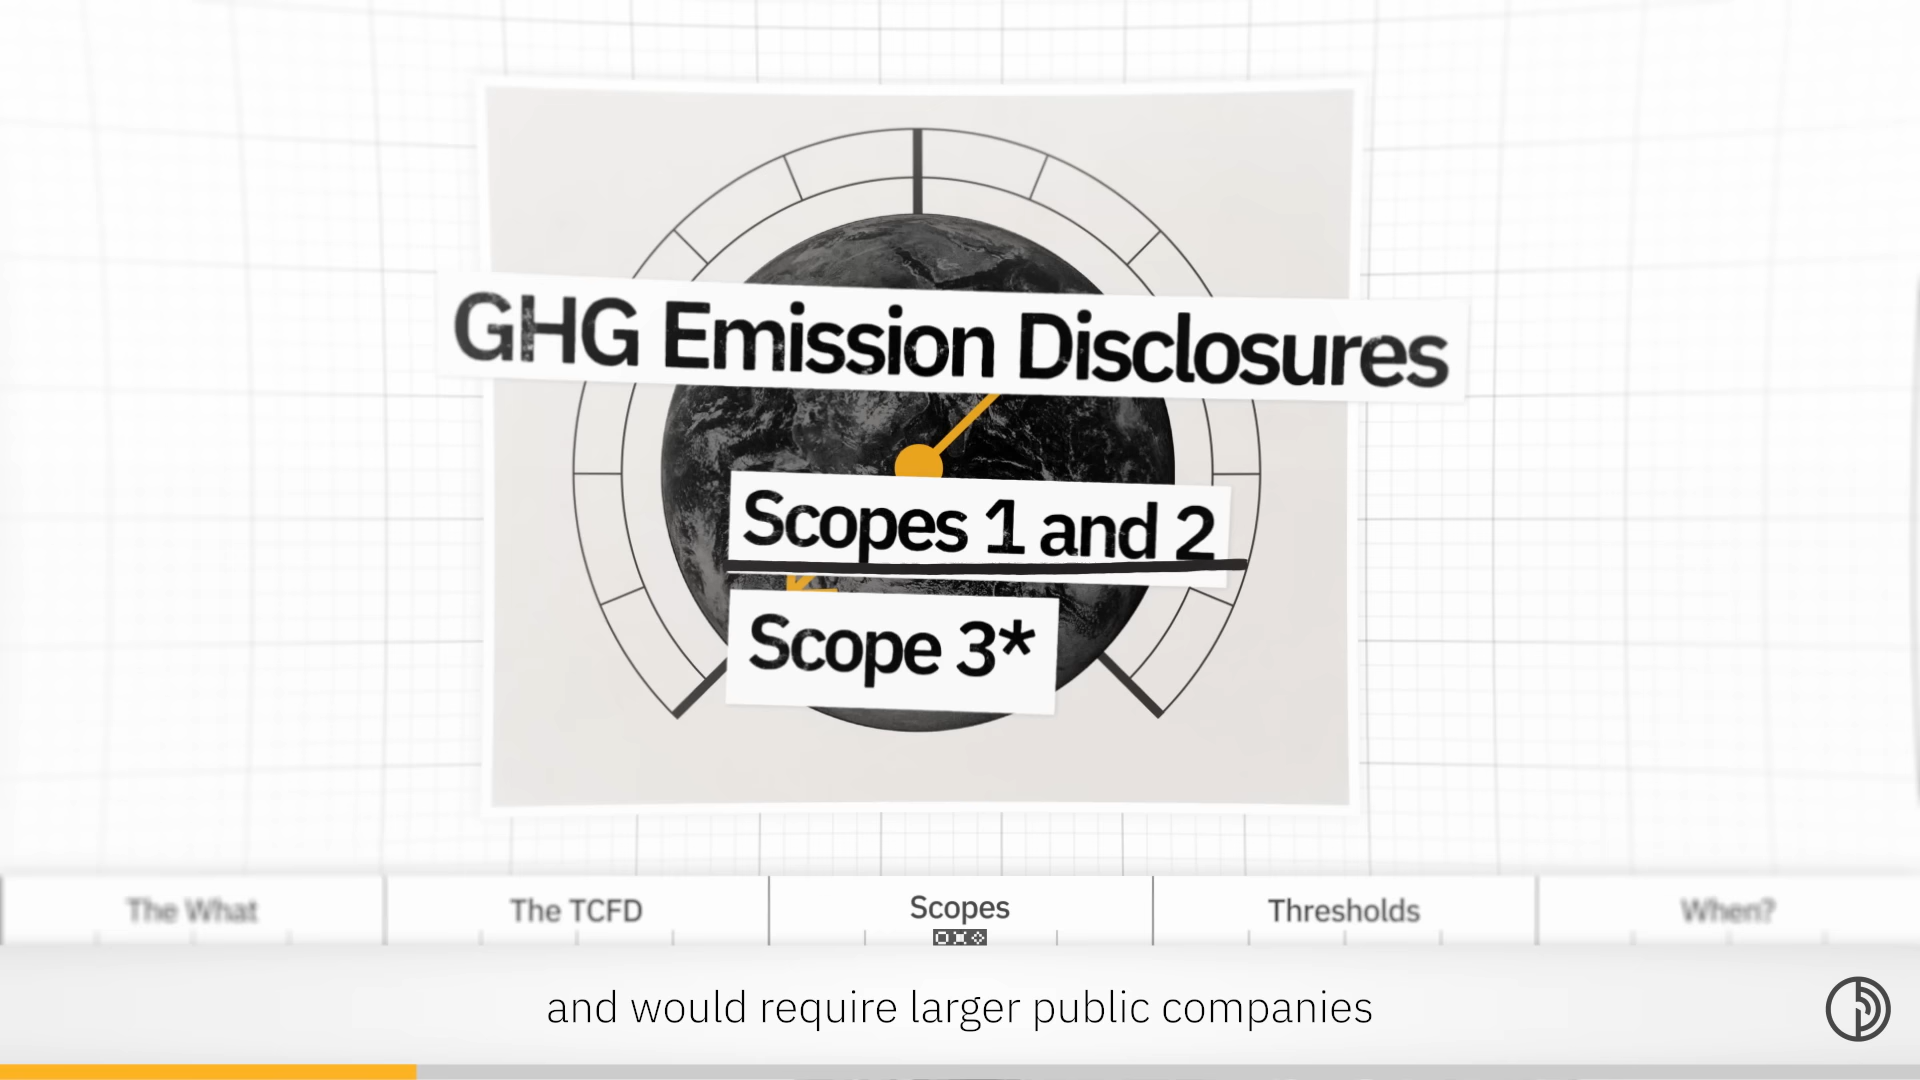 GHG Emission Disclosures
Scopes 1 and 2
Scope 3*
The What
The TCFD
Scopes
Thresholds
When?
and would require larger public companies